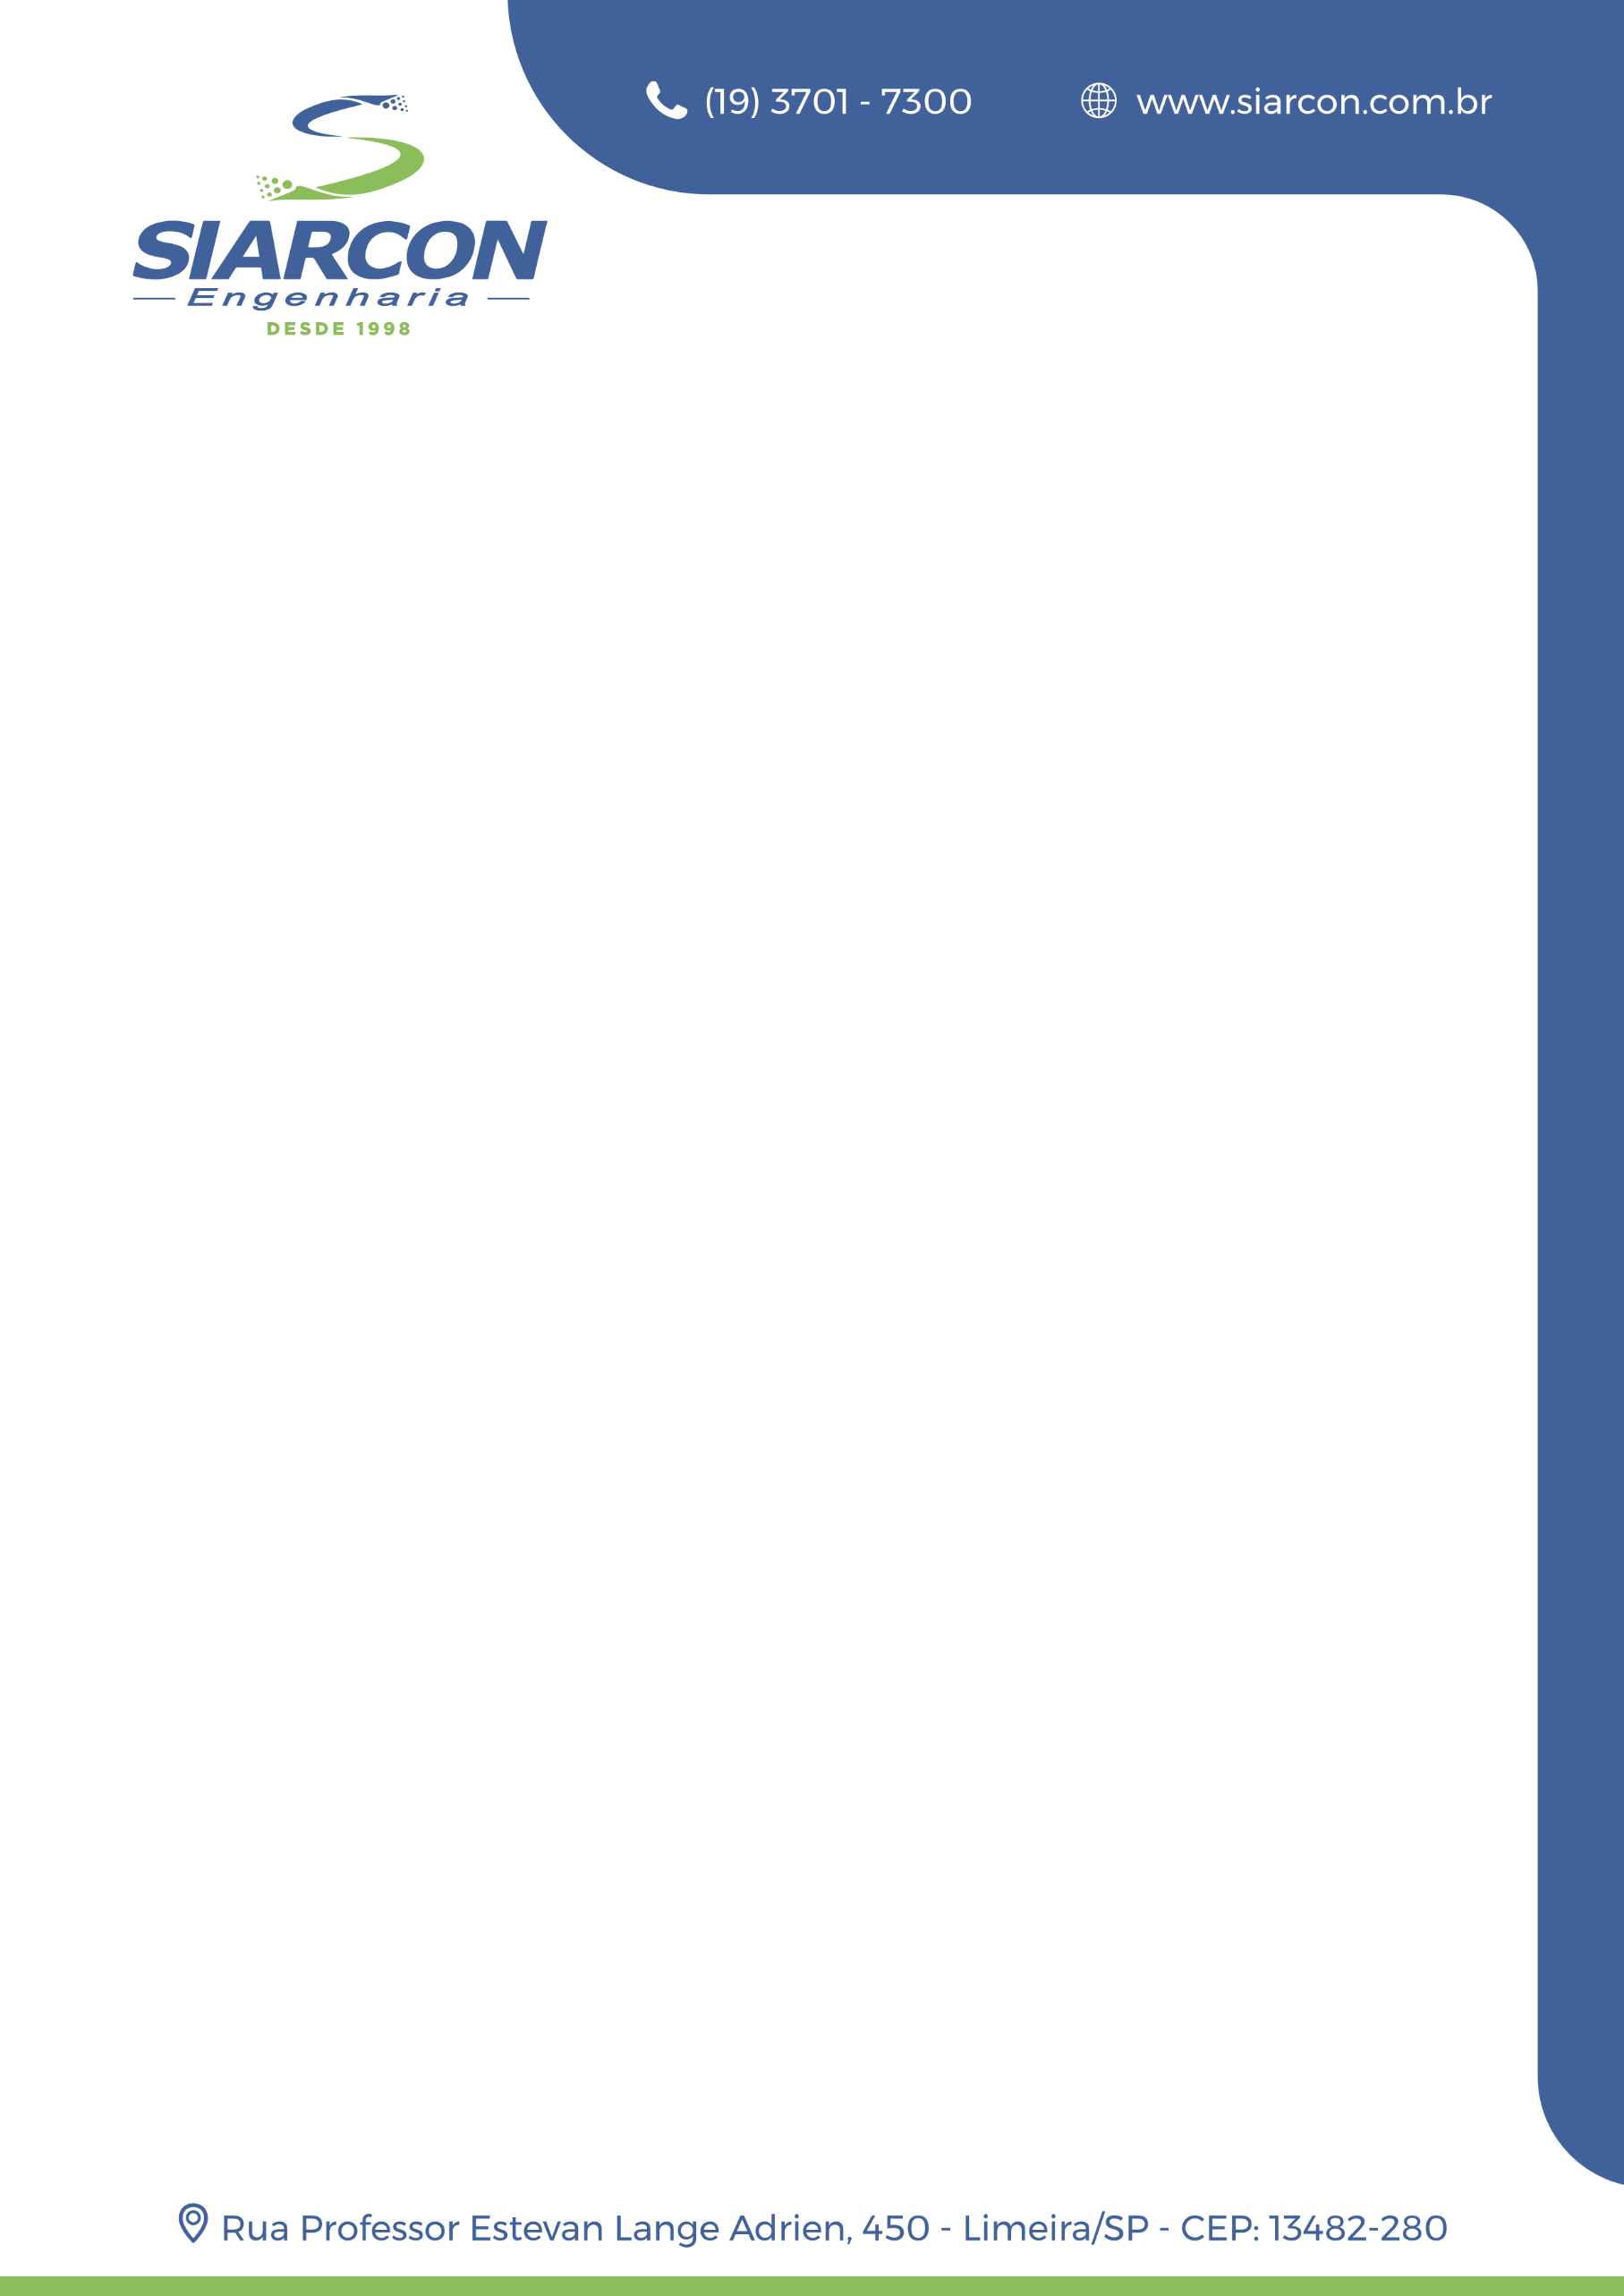 (19) 3701 - 7300
www.siarcon.com.br
SIARCON
Engenharia
DESDE 1998
Rua Professor Estevan Lange Adrien, 450 - Limeira/SP - CEP: 13482-280